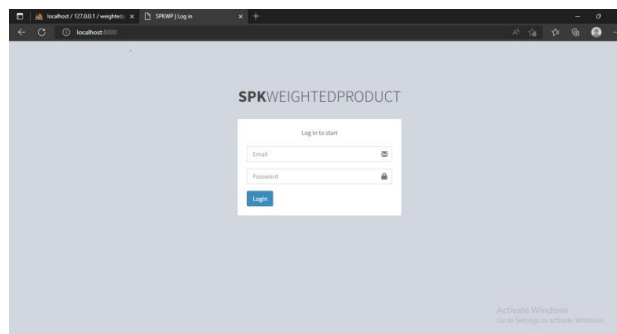 localhost / 127.0.0.1 / weighted
SPKWP | Log in
localhost:8000
SPKWEIGHTEDPRODUCT
Log in to start
Email
Password
Login
Activate Windows
Go to Settings to activate Windows.